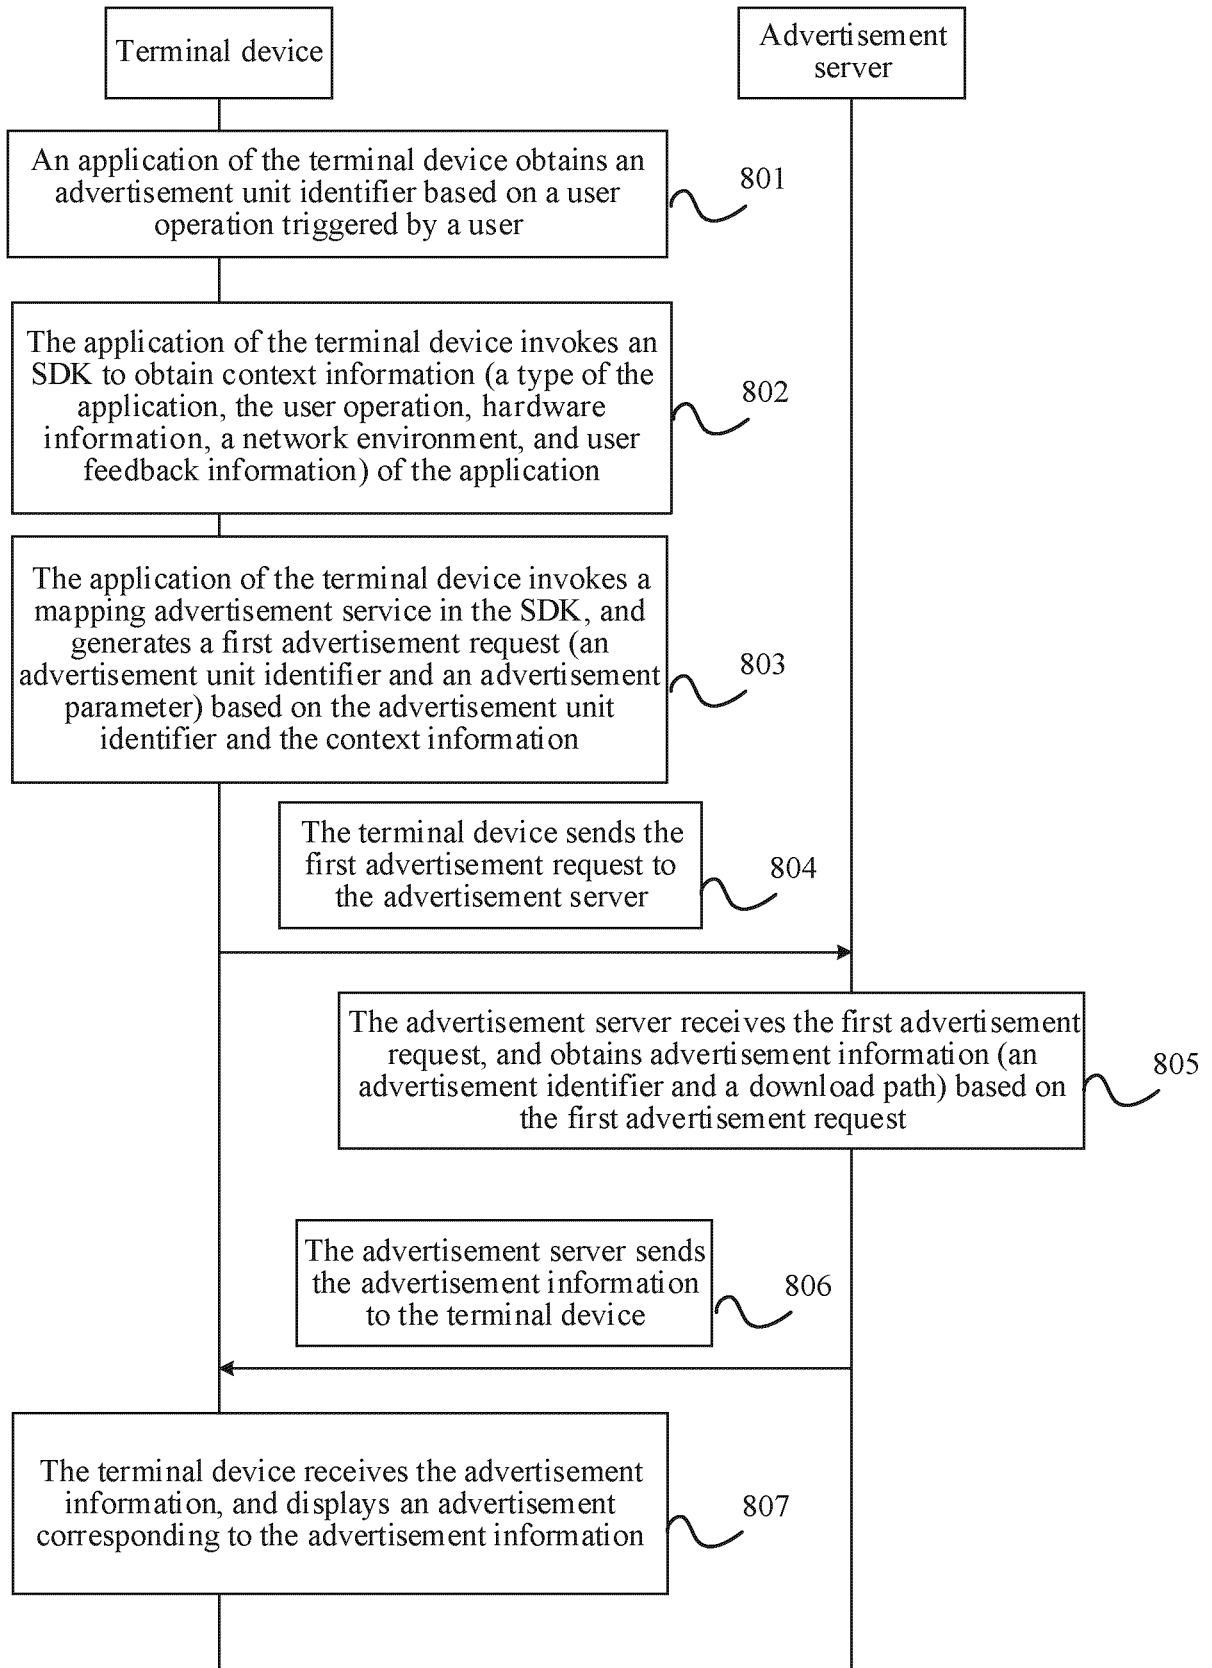 Terminal device
Advertisement
server
An application of the terminal device obtains an
advertisement unit identifier based on a user
operation triggered by a user
801
The application of the terminal device invokes an
SDK to obtain context information (a type of the
application, the user operation, hardware
information, a network environment, and user
feedback information) of the application
802
The application of the terminal device invokes a
mapping advertisement service in the SDK, and
generates a first advertisement request (an
advertisement unit identifier and an advertisement
parameter) based on the advertisement unit
identifier and the context information
803
The terminal device sends the
first advertisement request to
the advertisement server
804
The advertisement server receives the first advertisement
request, and obtains advertisement information (an
advertisement identifier and a download path) based on
the first advertisement request
805
The advertisement server sends
the advertisement information
to the terminal device
806
The terminal device receives the advertisement
information, and displays an advertisement
corresponding to the advertisement information
807